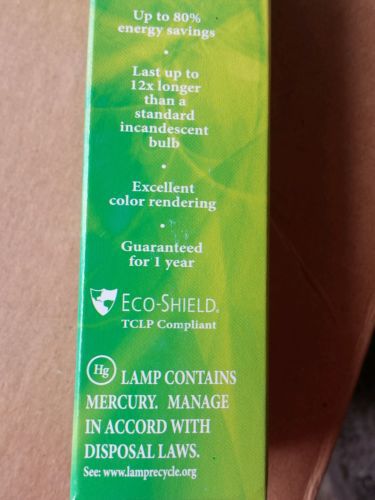 Up to 80%
energy savings
•
Last up to
12x longer
than a
standard
incandescent
bulb
•
Excellent
color rendering
•
Guaranteed
for 1 year
ECO-SHIELD®
TCLP Compliant
Hg LAMP CONTAINS
MERCURY. MANAGE
IN ACCORD WITH
DISPOSAL LAWS.
See: www.lamprecycle.org